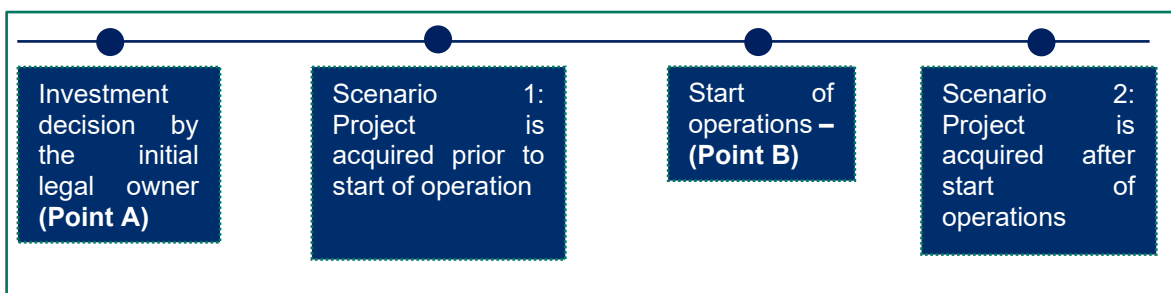 Investment
decision by
the initial
legal owner
(Point A)
Scenario 1:
Project is
acquired prior to
start of operation
Start of
operations –
(Point B)
Scenario 2:
Project is
acquired after
start of
operations